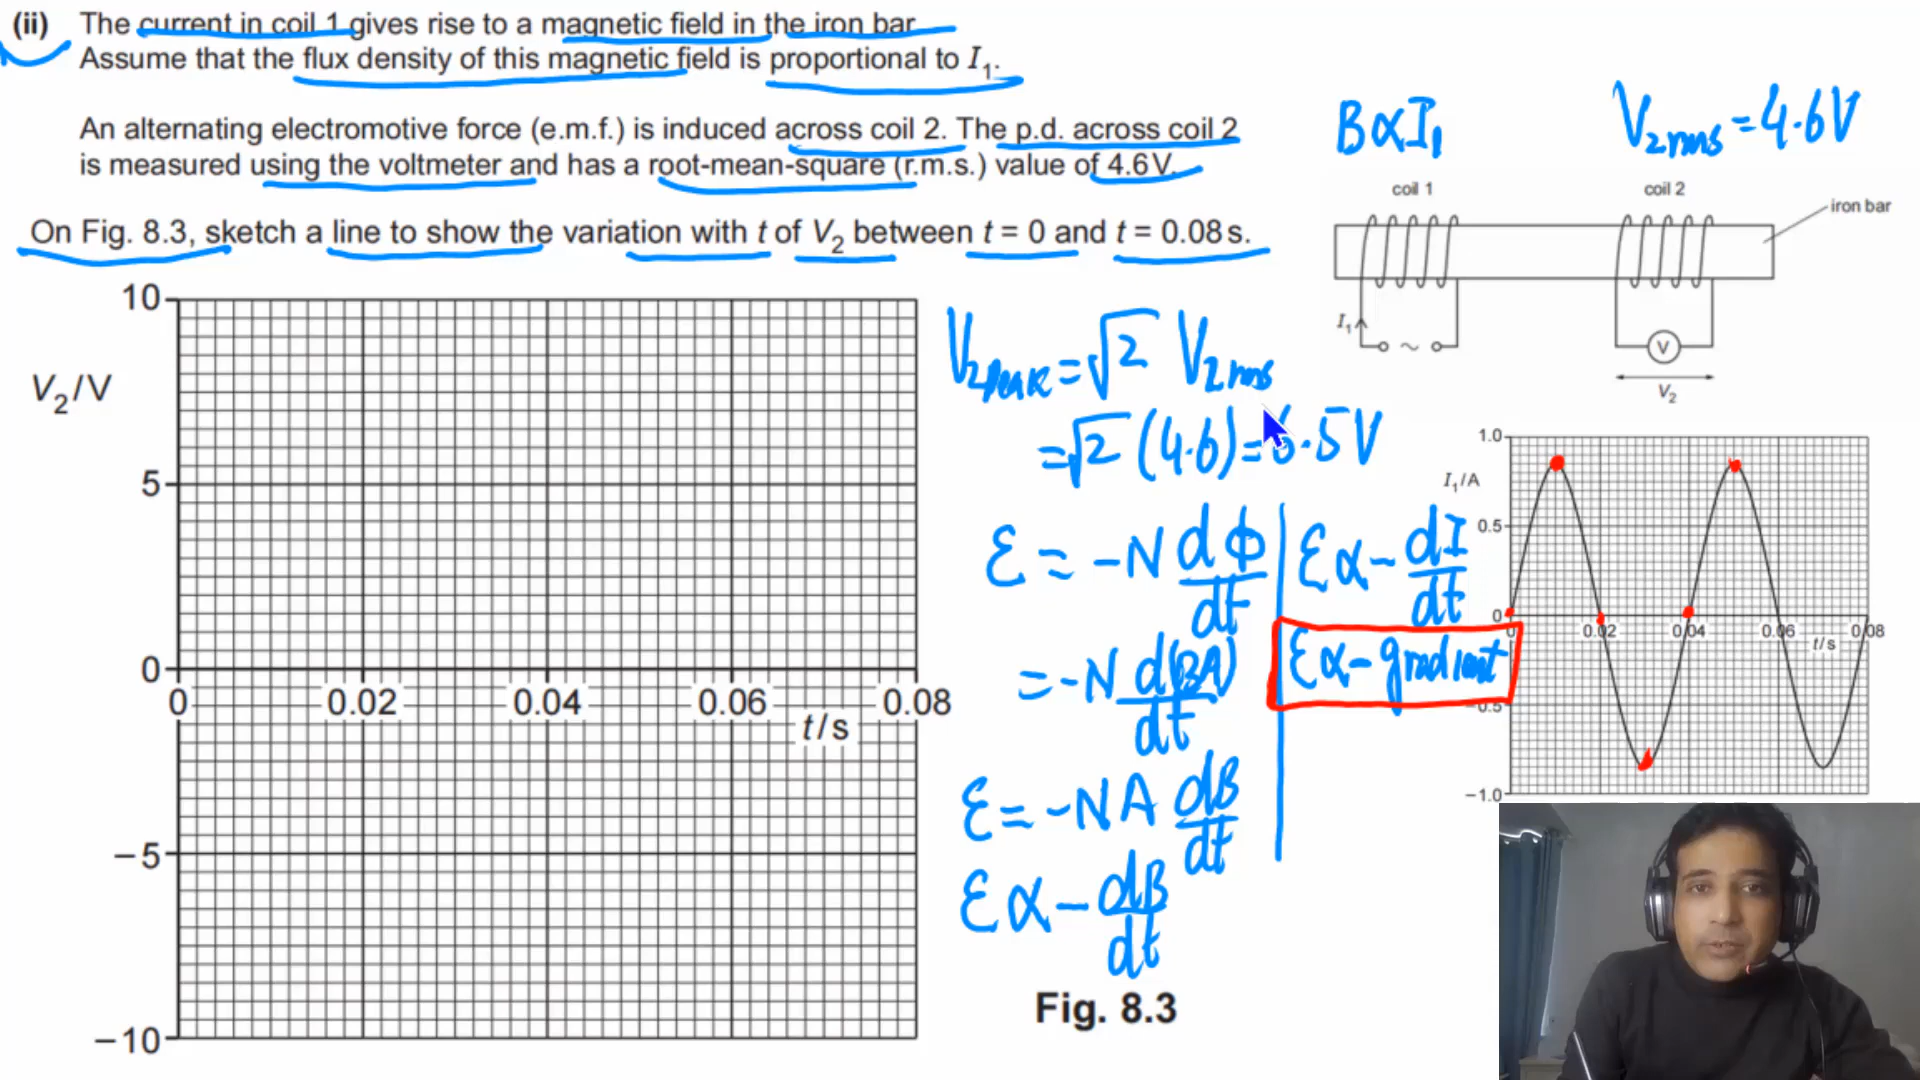 (ii) The current in coil 1 gives rise to a magnetic field in the iron bar.
Assume that the flux density of this magnetic field is proportional to I₁.
An alternating electromotive force (e.m.f.) is induced across coil 2. The p.d. across coil 2
is measured using the voltmeter and has a root-mean-square (r.m.s.) value of 4.6V.
On Fig. 8.3, sketch a line to show the variation with t of V₂ between t = 0 and t = 0.08s.
B∝I₁
V₂rms=4.6V
coil 1
coil 2
iron bar
I₁
~
V
V₂
10
V₂/V
5
0
0 0.02 0.04 0.06 0.08
t/s
−5
−10
V₂peak=√2 V₂rms
=√2 (4.6)=6.5V
ε = -N dΦ/dt
= -N d(BA)/dt
ε = -NA dB/dt
ε ∝ - dB/dt
ε ∝ - dI/dt
ε ∝ - gradient
1.0
I₁/A
0.5
0
0 0.02 0.04 0.06 0.08
t/s
-0.5
−1.0
Fig. 8.3